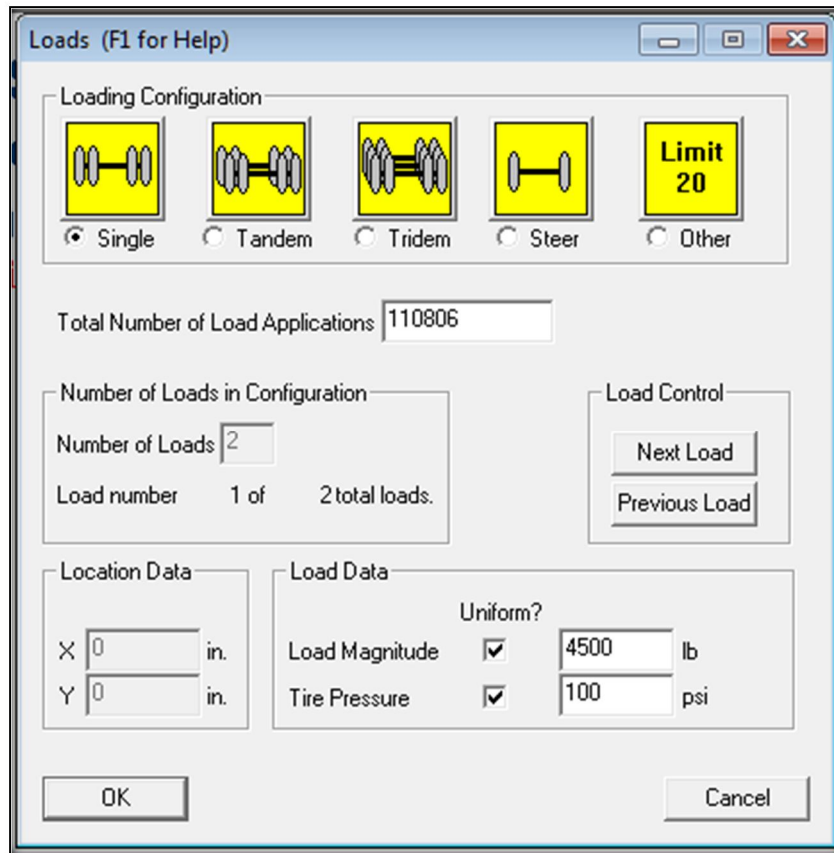 Loads (F1 for Help)
Loading Configuration
Limit
20
Single
Tandem
Tridem
Steer
Other
Total Number of Load Applications 110806
Number of Loads in Configuration
Number of Loads 2
Load number 1 of 2 total loads.
Load Control
Next Load
Previous Load
Location Data
X 0 in.
Y 0 in.
Load Data
Uniform?
Load Magnitude 4500 lb
Tire Pressure 100 psi
OK
Cancel